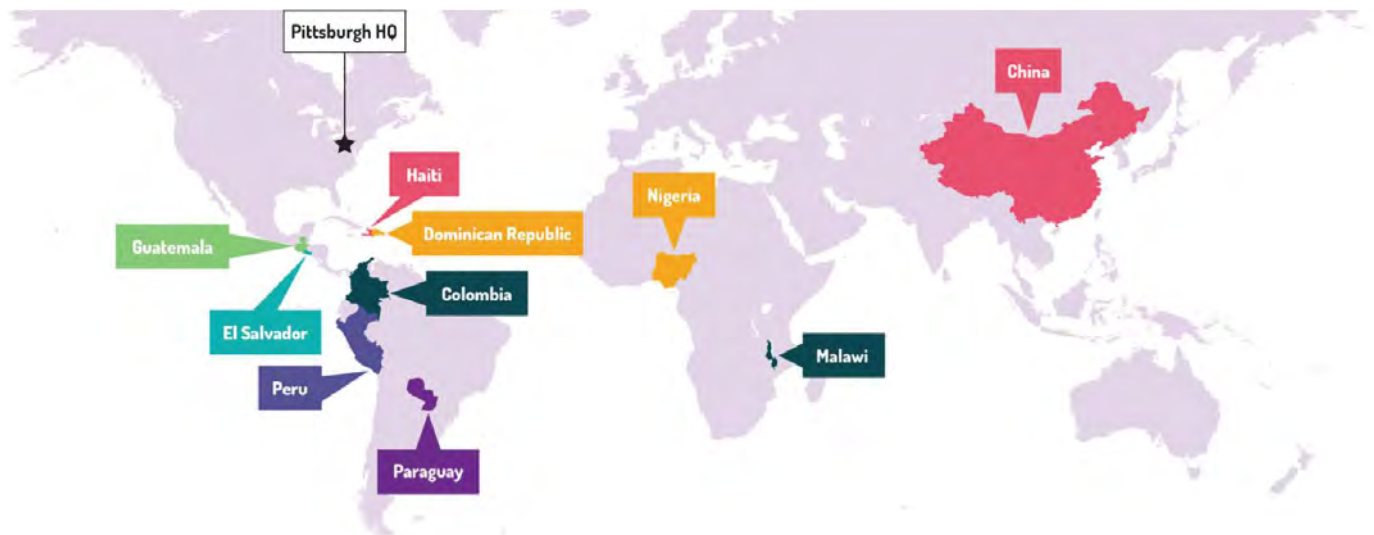 Pittsburgh HQ
China
Haiti
Nigeria
Dominican Republic
Guatemala
Colombia
El Salvador
Malawi
Peru
Paraguay